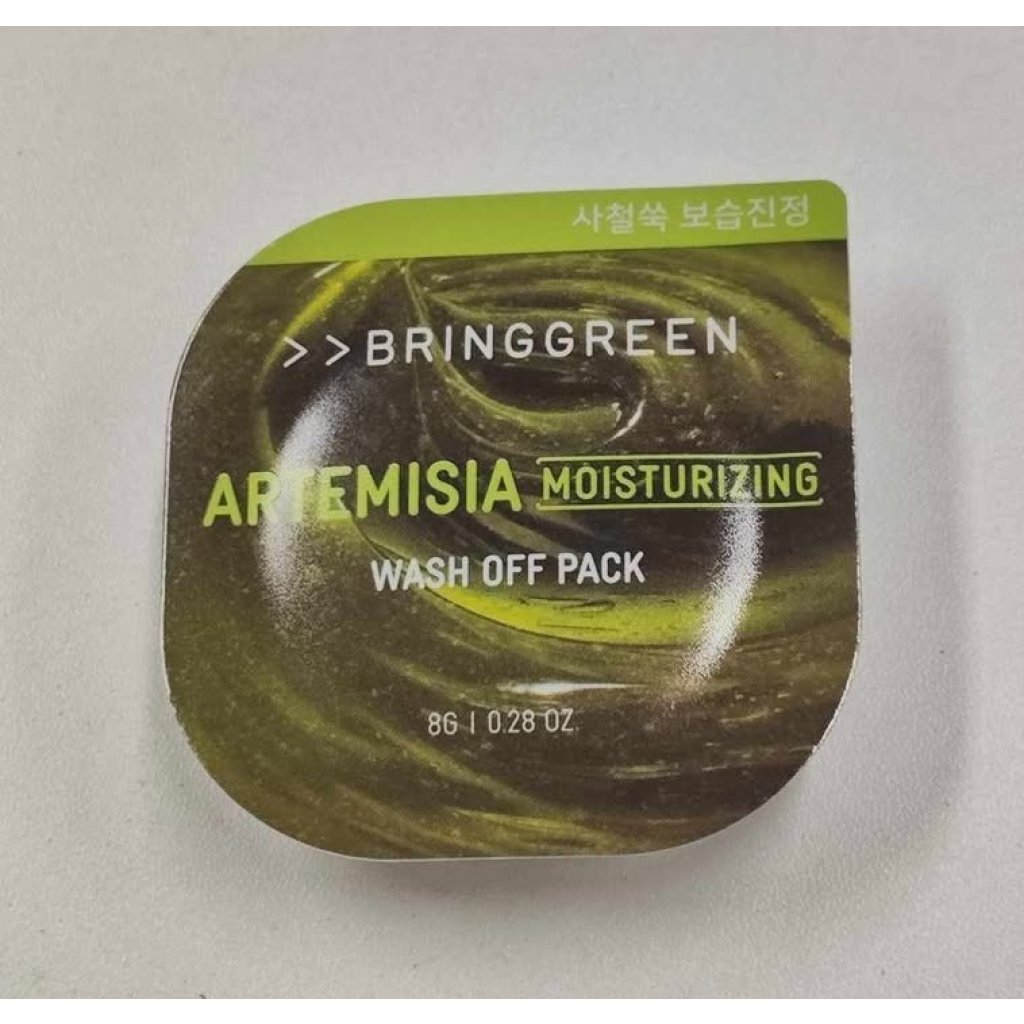 사철쑥 보습진정
>>BRINGGREEN
ARTEMISIA MOISTURIZING
WASH OFF PACK
8G | 0.28 OZ.